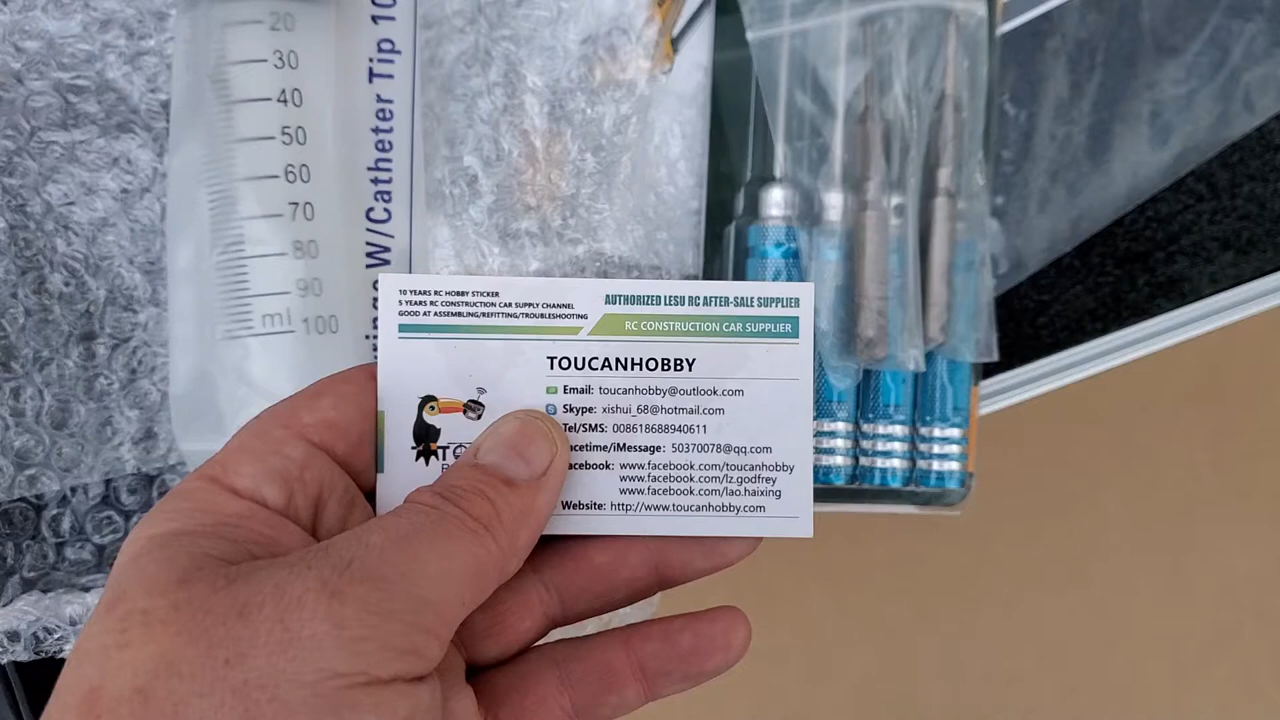 20
30
40
50
60
70
80
90
ml 100
W/Catheter Tip 10
10 YEARS RC HOBBY STICKER
5 YEARS RC CONSTRUCTION CAR SUPPLY CHANNEL
GOOD AT ASSEMBLING/REFITTING/TROUBLESHOOTING
AUTHORIZED LESU RC AFTER-SALE SUPPLIER
RC CONSTRUCTION CAR SUPPLIER
TOUCANHOBBY
Email: toucanhobby@outlook.com
Skype: xishui_68@hotmail.com
Tel/SMS: 008618688940611
acetime/iMessage: 50370078@qq.com
acebook: www.facebook.com/toucanhobby
www.facebook.com/lz.godfrey
www.facebook.com/lao.haixing
Website: http://www.toucanhobby.com